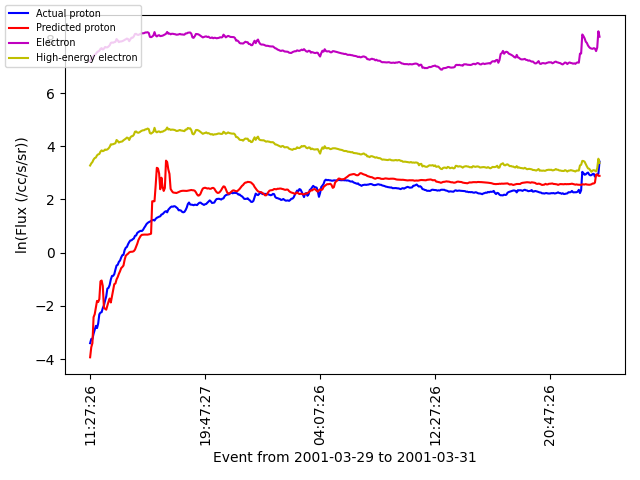 Actual proton
Predicted proton
Electron
High-energy electron
6
4
2
0
−2
−4
ln(Flux (/cc/s/sr))
11:27:26
19:47:27
04:07:26
12:27:26
20:47:26
Event from 2001-03-29 to 2001-03-31